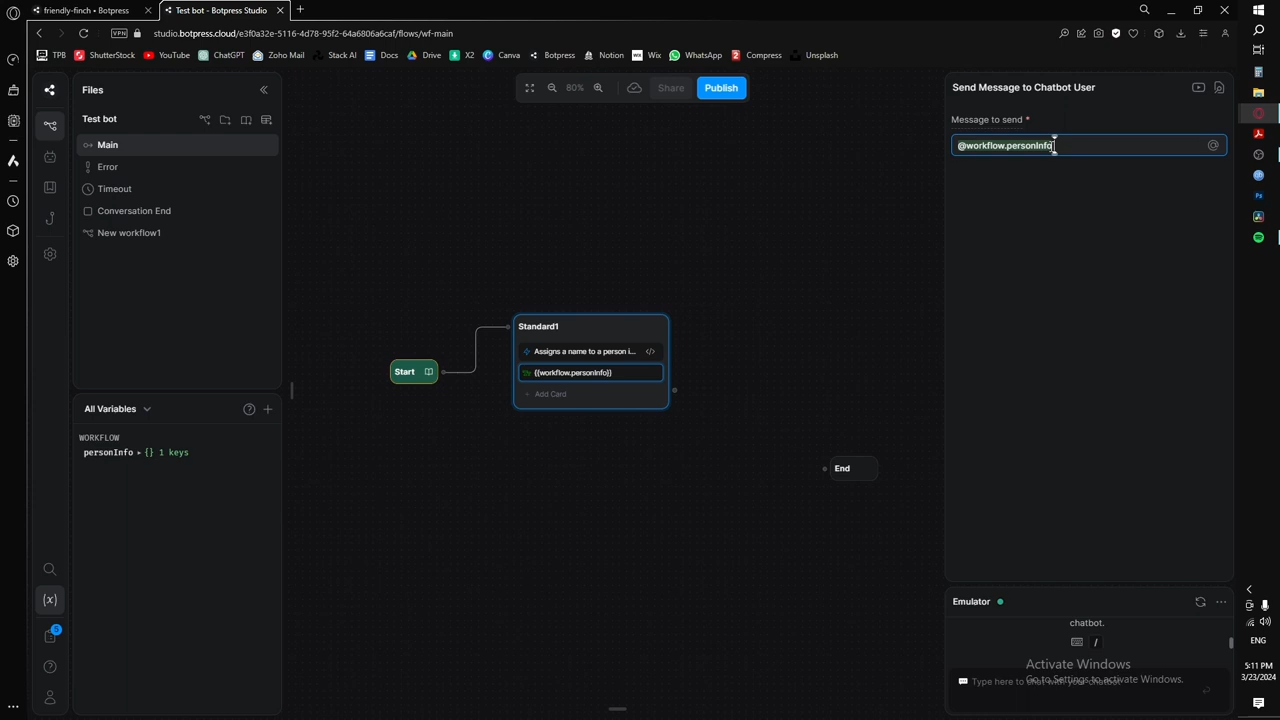 friendly-finch • Botpress
Test bot - Botpress Studio
VPN
studio.botpress.cloud/e3f0a32e-5116-4d78-95f2-64a6806a6caf/flows/wf-main
TPB
ShutterStock
YouTube
ChatGPT
Zoho Mail
Stack AI
Docs
Drive
X2
Canva
Botpress
Notion
Wix
WhatsApp
Compress
Unsplash
Files
Test bot
Main
Error
Timeout
Conversation End
New workflow1
80%
Share
Publish
Send Message to Chatbot User
Message to send *
@workflow.personInfo
Start
Standard1
Assigns a name to a person i...
{{workflow.personInfo}}
+ Add Card
End
All Variables
WORKFLOW
personInfo ▸ {} 1 keys
5
Emulator
chatbot.
/
Type here to chat with your chatbot
Activate Windows
Go to Settings to activate Windows.
ENG
5:11 PM
3/23/2024